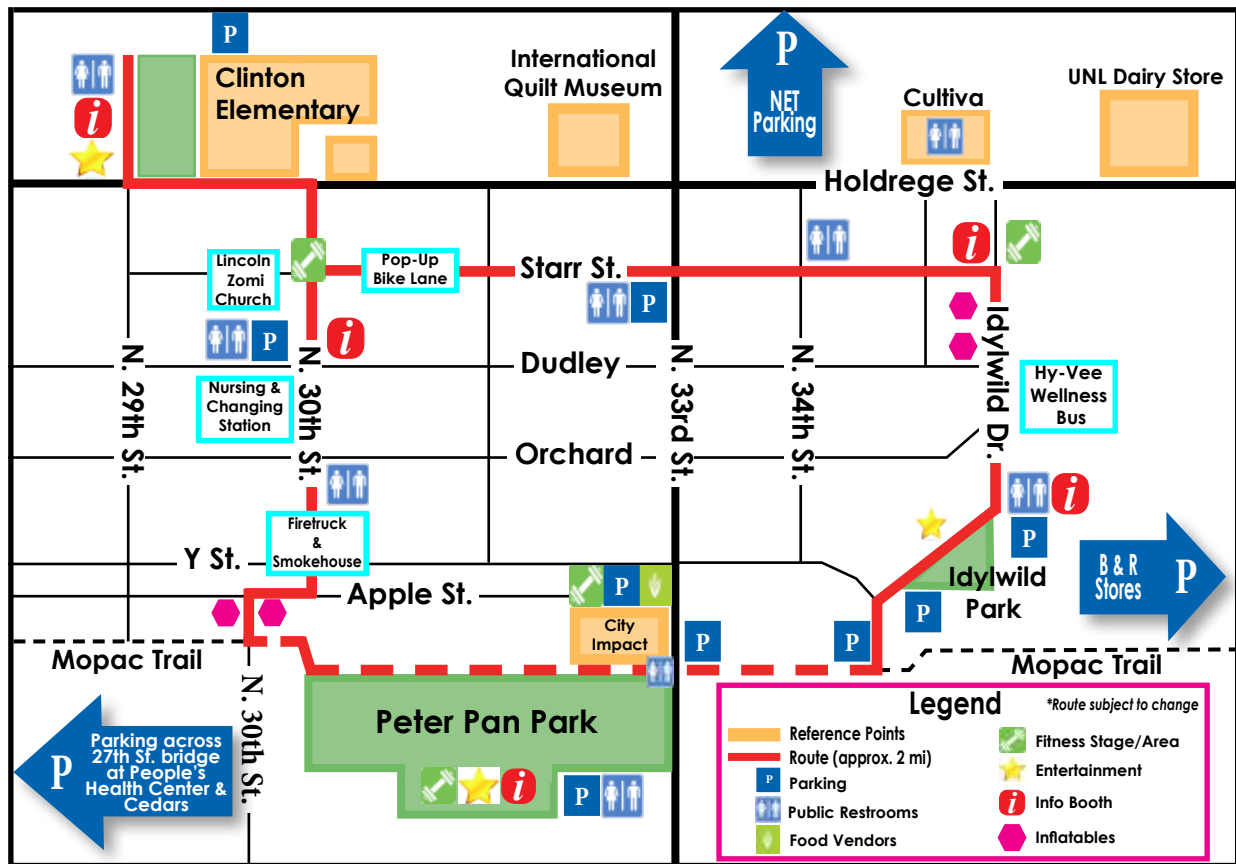 P
Clinton
Elementary
International
Quilt Museum
P
NET
Parking
Cultiva
UNL Dairy Store
i
Holdrege St.
Lincoln
Zomi
Church
Pop-Up
Bike Lane
Starr St.
i
P
P
i
N. 29th St.
N. 30th St.
Dudley
N. 33rd St.
N. 34th St.
Idylwild Dr.
Nursing &
Changing
Station
Hy-Vee
Wellness
Bus
Orchard
i
P
Firetruck
&
Smokehouse
Y St.
Apple St.
P
City
Impact
Idylwild
Park
P
B & R
Stores
P
P
P
Mopac Trail
Mopac Trail
N. 30th St.
Peter Pan Park
P
Parking across
27th St. bridge
at People's
Health Center &
Cedars
i
P
Legend
*Route subject to change
Reference Points
Route (approx. 2 mi)
P
Parking
Public Restrooms
Food Vendors
Fitness Stage/Area
Entertainment
i
Info Booth
Inflatables